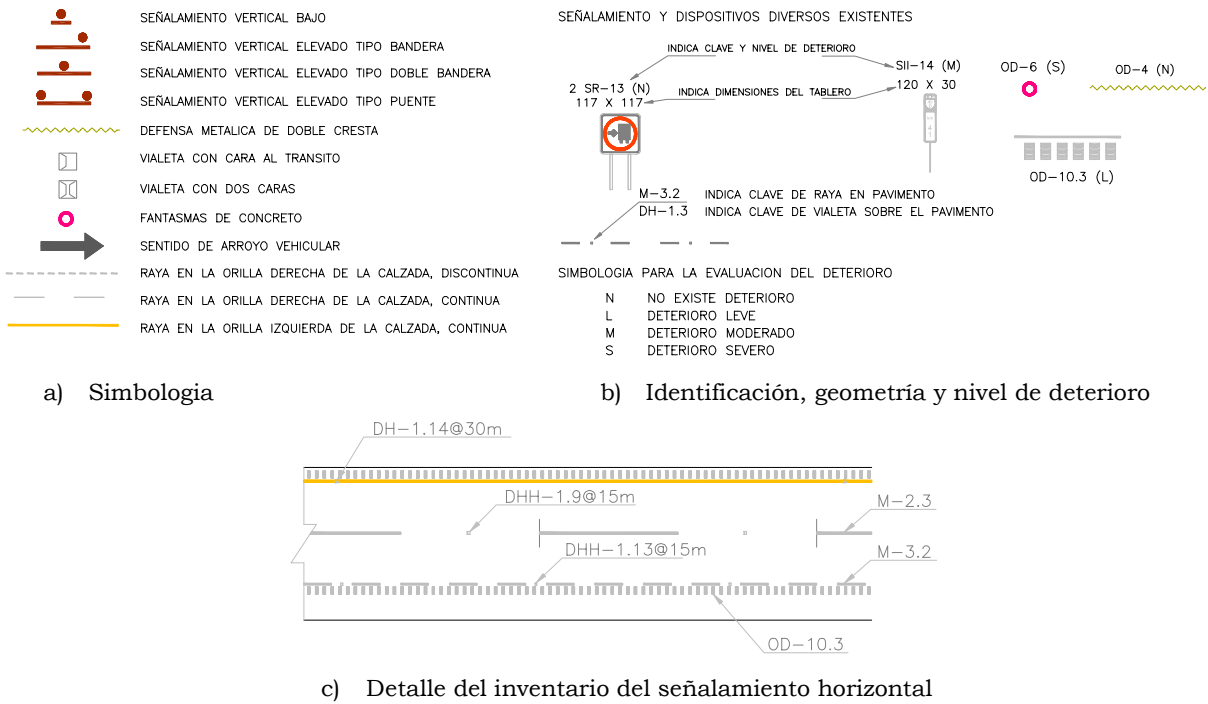 SEÑALAMIENTO VERTICAL BAJO
SEÑALAMIENTO VERTICAL ELEVADO TIPO BANDERA
SEÑALAMIENTO VERTICAL ELEVADO TIPO DOBLE BANDERA
SEÑALAMIENTO VERTICAL ELEVADO TIPO PUENTE
DEFENSA METALICA DE DOBLE CRESTA
VIALETA CON CARA AL TRANSITO
VIALETA CON DOS CARAS
FANTASMAS DE CONCRETO
SENTIDO DE ARROYO VEHICULAR
RAYA EN LA ORILLA DERECHA DE LA CALZADA, DISCONTINUA
RAYA EN LA ORILLA DERECHA DE LA CALZADA, CONTINUA
RAYA EN LA ORILLA IZQUIERDA DE LA CALZADA, CONTINUA
a) Simbologia
SEÑALAMIENTO Y DISPOSITIVOS DIVERSOS EXISTENTES
INDICA CLAVE Y NIVEL DE DETERIORO
2 SR-13 (N)
117 X 117
INDICA DIMENSIONES DEL TABLERO
SII-14 (M)
120 X 30
OD-6 (S)
OD-4 (N)
OD-10.3 (L)
M-3.2 INDICA CLAVE DE RAYA EN PAVIMENTO
DH-1.3 INDICA CLAVE DE VIALETA SOBRE EL PAVIMENTO
SIMBOLOGIA PARA LA EVALUACION DEL DETERIORO
N NO EXISTE DETERIORO
L DETERIORO LEVE
M DETERIORO MODERADO
S DETERIORO SEVERO
b) Identificación, geometría y nivel de deterioro
DH-1.14@30m
DHH-1.9@15m
M-2.3
DHH-1.13@15m
M-3.2
OD-10.3
c) Detalle del inventario del señalamiento horizontal